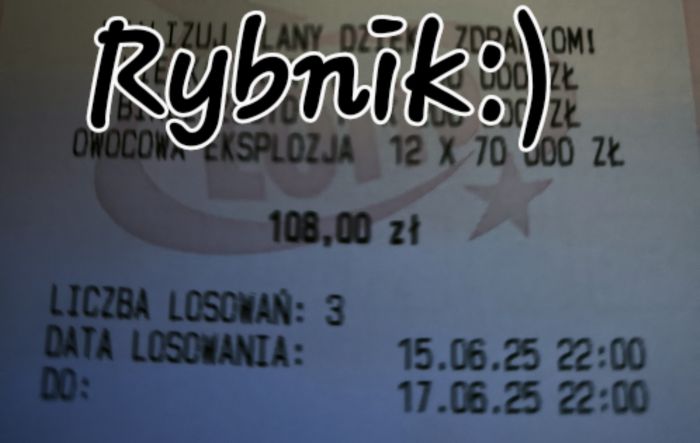 Rybnik:)
LANY
OWOCOWA EKSPLOZJA 12 X 70 000 ZŁ
108,00 zł
LICZBA LOSOWAŃ: 3
DATA LOSOWANIA: 15.06.25 22:00
DO: 17.06.25 22:00